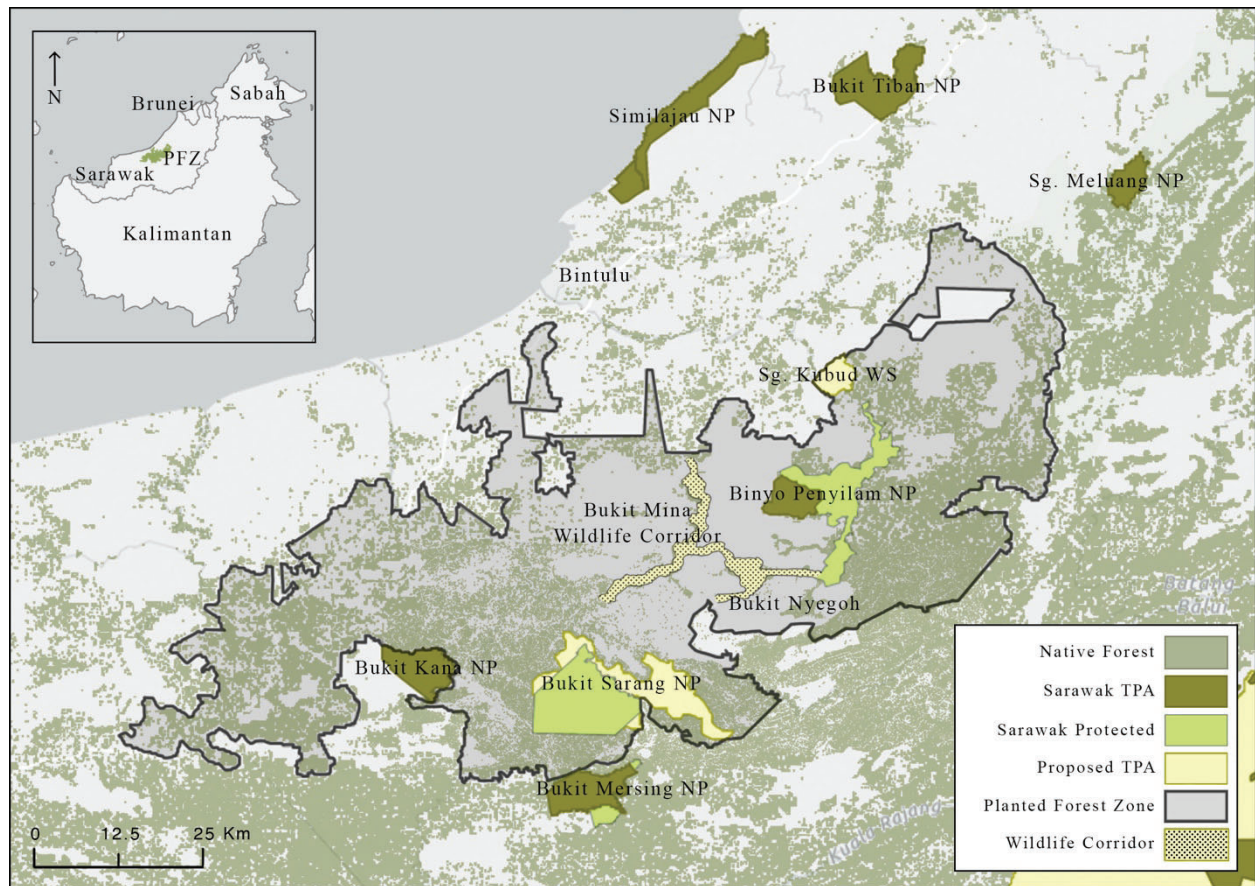 N
Brunei
Sabah
PFZ
Sarawak
Kalimantan
Similajau NP
Bukit Tiban NP
Sg. Meluang NP
Bintulu
Sg. Kubud WS
Binyo Penyilam NP
Bukit Mina
Wildlife Corridor
Bukit Nyegoh
Batang
Balui
Bukit Kana NP
Bukit Sarang NP
Bukit Mersing NP
Kuala Rajang
0 12.5 25 Km
Native Forest
Sarawak TPA
Sarawak Protected
Proposed TPA
Planted Forest Zone
Wildlife Corridor